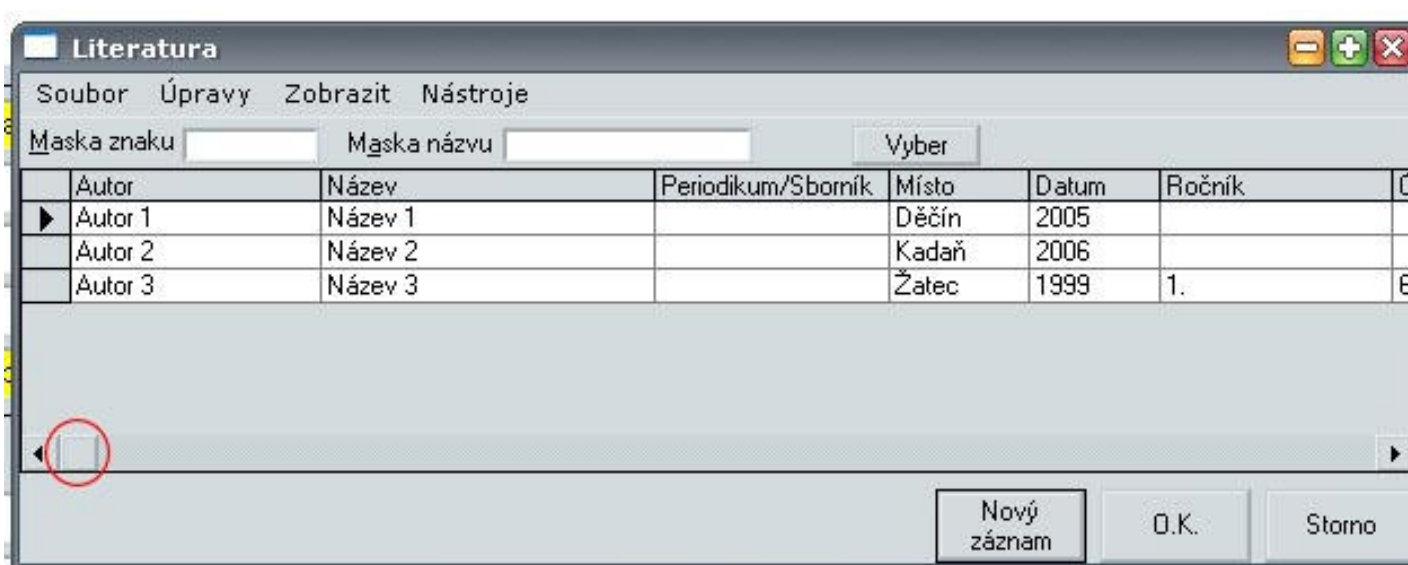 Literatura
Soubor Úpravy Zobrazit Nástroje
Maska znaku Maska názvu Vyber
Autor Název Periodikum/Sborník Místo Datum Ročník
Autor 1 Název 1 Děčín 2005
Autor 2 Název 2 Kadaň 2006
Autor 3 Název 3 Žatec 1999 1.
Nový
záznam
O.K.
Storno